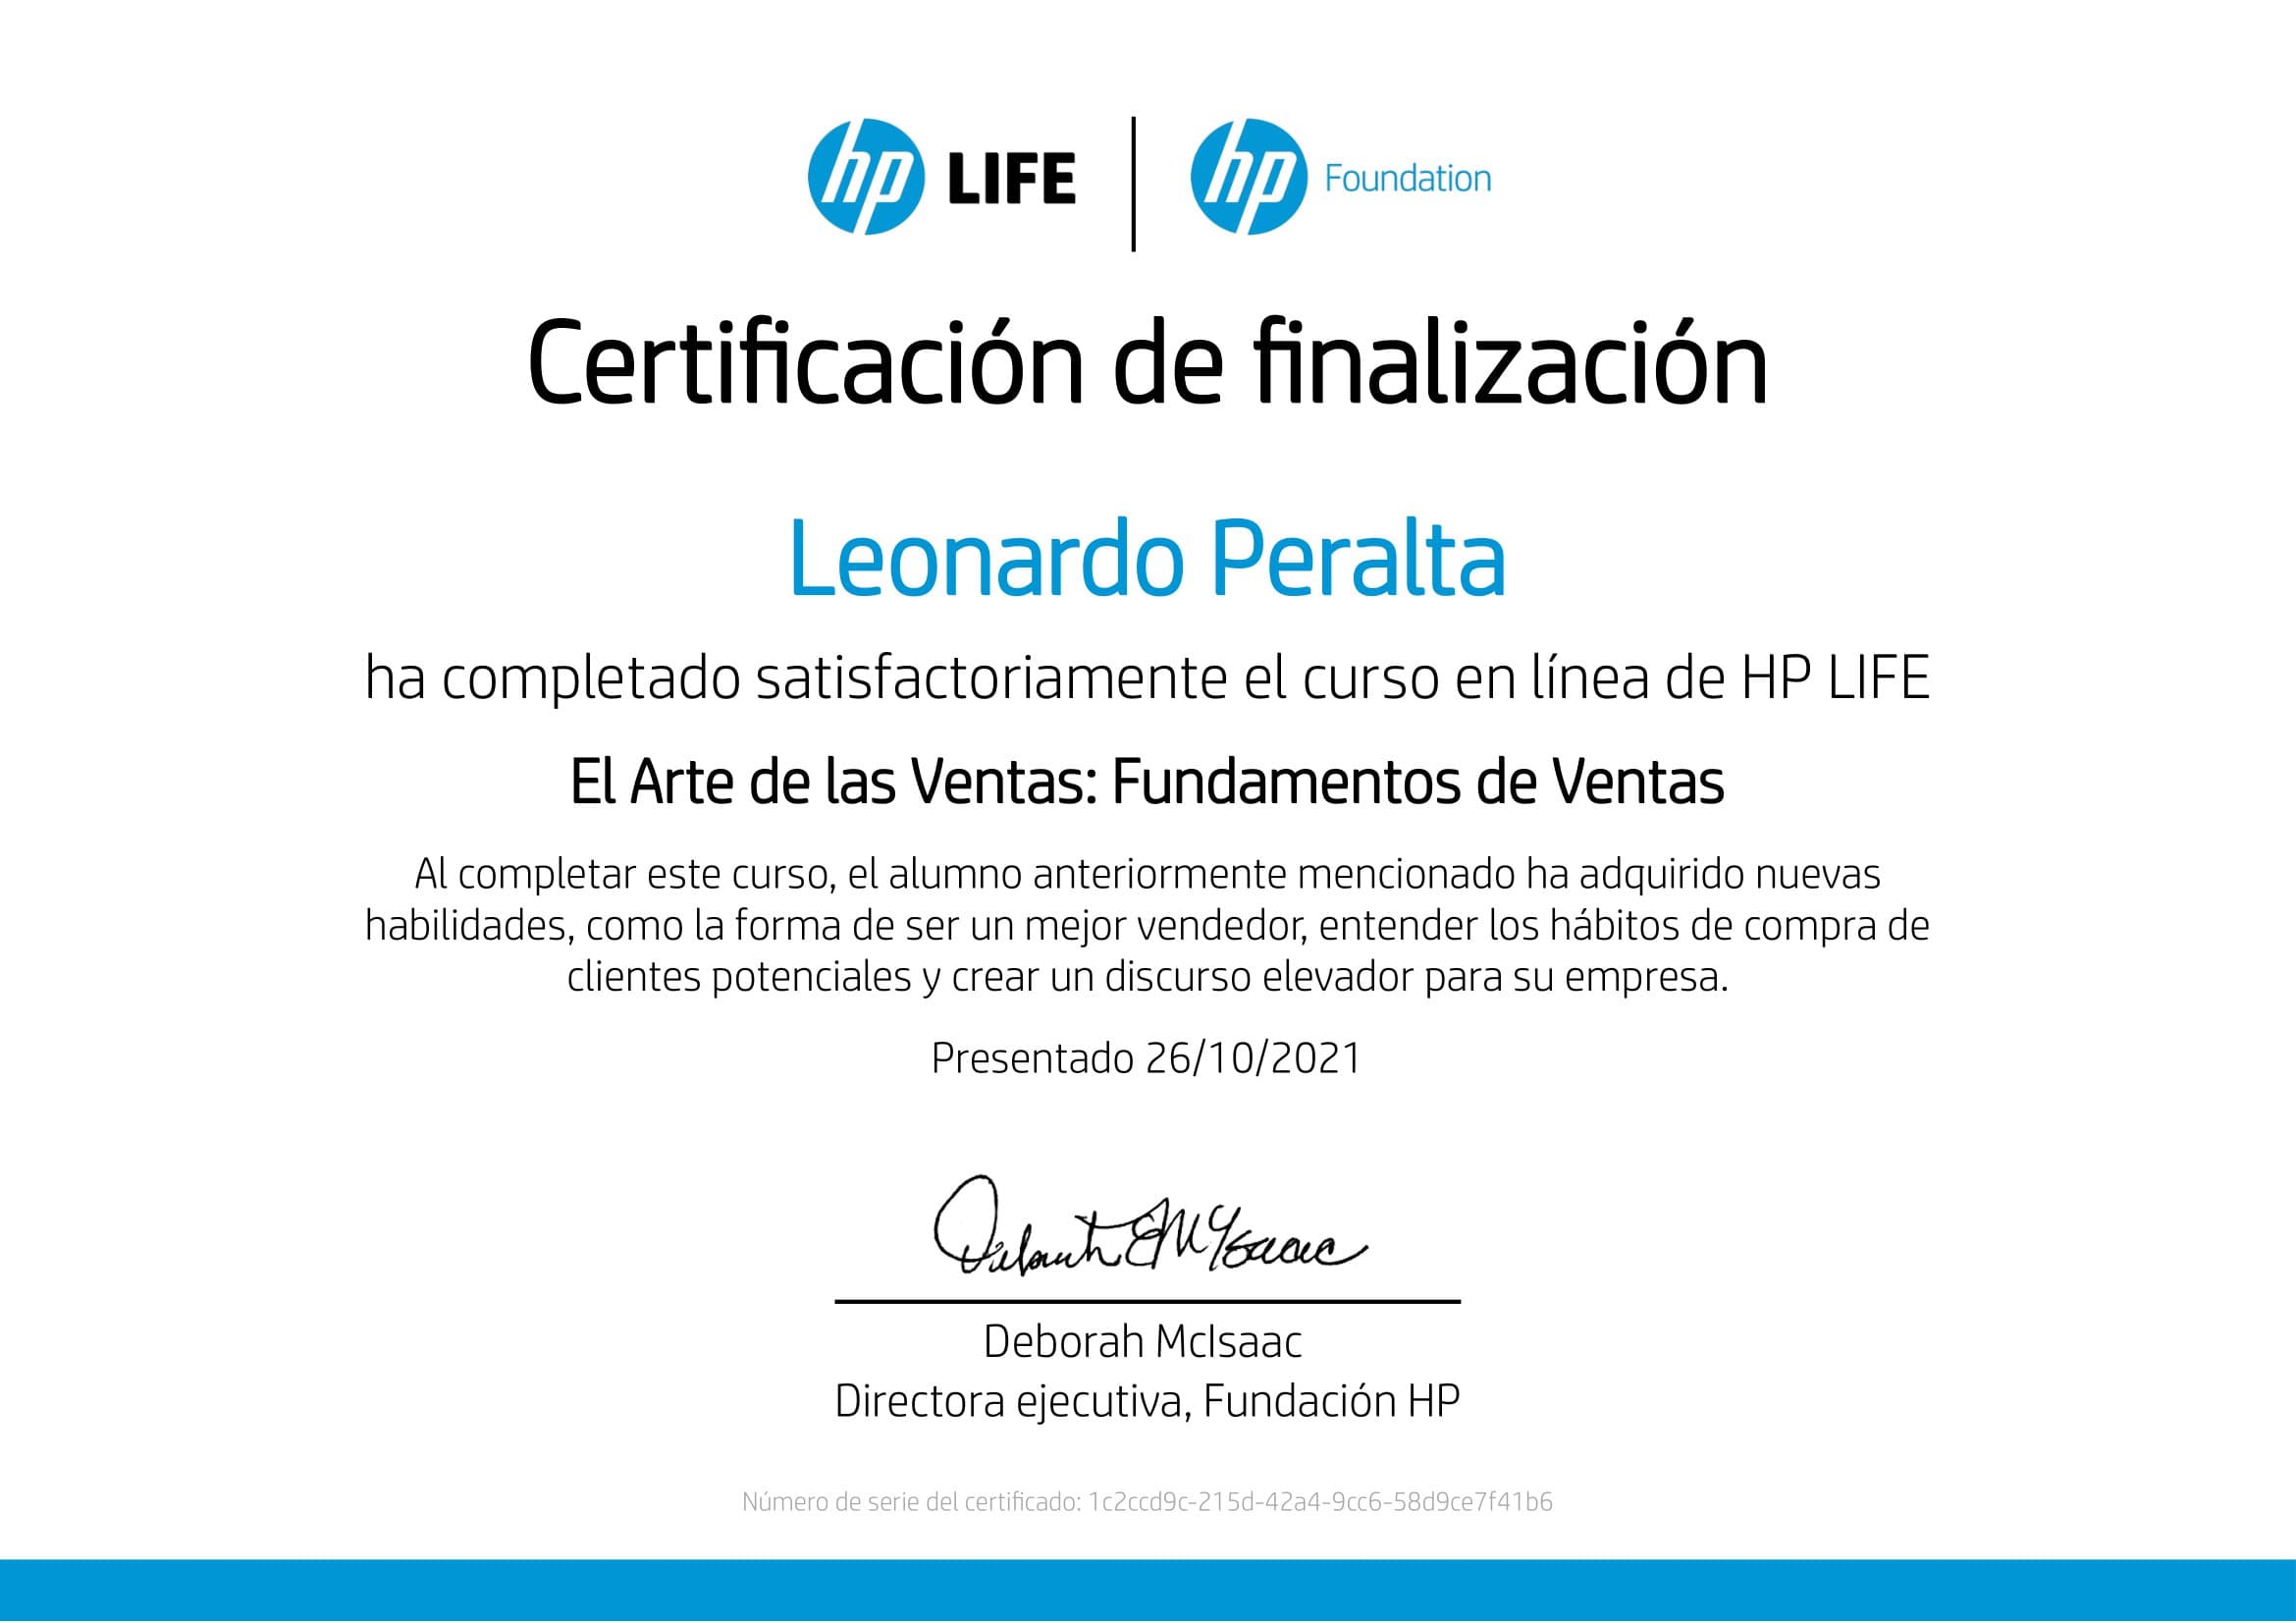 hp LIFE | hp Foundation
Certificación de finalización
Leonardo Peralta
ha completado satisfactoriamente el curso en línea de HP LIFE
El Arte de las Ventas: Fundamentos de Ventas
Al completar este curso, el alumno anteriormente mencionado ha adquirido nuevas
habilidades, como la forma de ser un mejor vendedor, entender los hábitos de compra de
clientes potenciales y crear un discurso elevador para su empresa.
Presentado 26/10/2021
Deborah E McIsaac
Deborah McIsaac
Directora ejecutiva, Fundación HP
Número de serie del certificado: 1c2ccd9c-215d-42a4-9cc6-58d9ce7f41b6